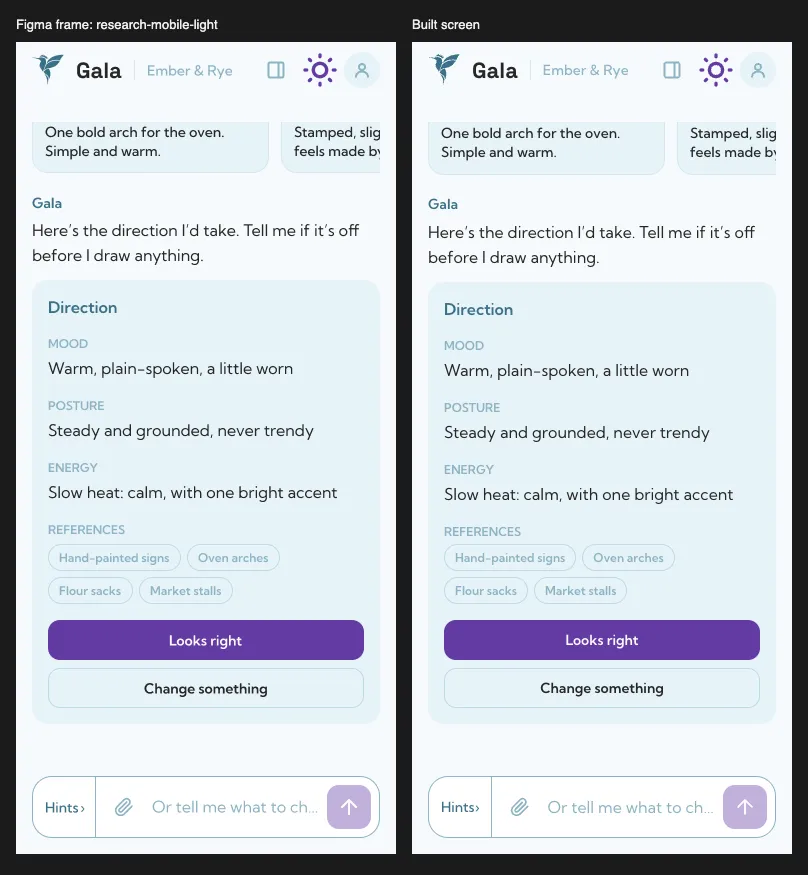 Figma frame: research-mobile-light
Gala
Ember & Rye
One bold arch for the oven.
Simple and warm.
Stamped, slig
feels made by
Gala
Here’s the direction I’d take. Tell me if it’s off
before I draw anything.
Direction
MOOD
Warm, plain-spoken, a little worn
POSTURE
Steady and grounded, never trendy
ENERGY
Slow heat: calm, with one bright accent
REFERENCES
Hand-painted signs
Oven arches
Flour sacks
Market stalls
Looks right
Change something
Hints›
Or tell me what to ch...
Built screen
Gala
Ember & Rye
One bold arch for the oven.
Simple and warm.
Stamped, slig
feels made by
Gala
Here’s the direction I’d take. Tell me if it’s off
before I draw anything.
Direction
MOOD
Warm, plain-spoken, a little worn
POSTURE
Steady and grounded, never trendy
ENERGY
Slow heat: calm, with one bright accent
REFERENCES
Hand-painted signs
Oven arches
Flour sacks
Market stalls
Looks right
Change something
Hints›
Or tell me what to ch...